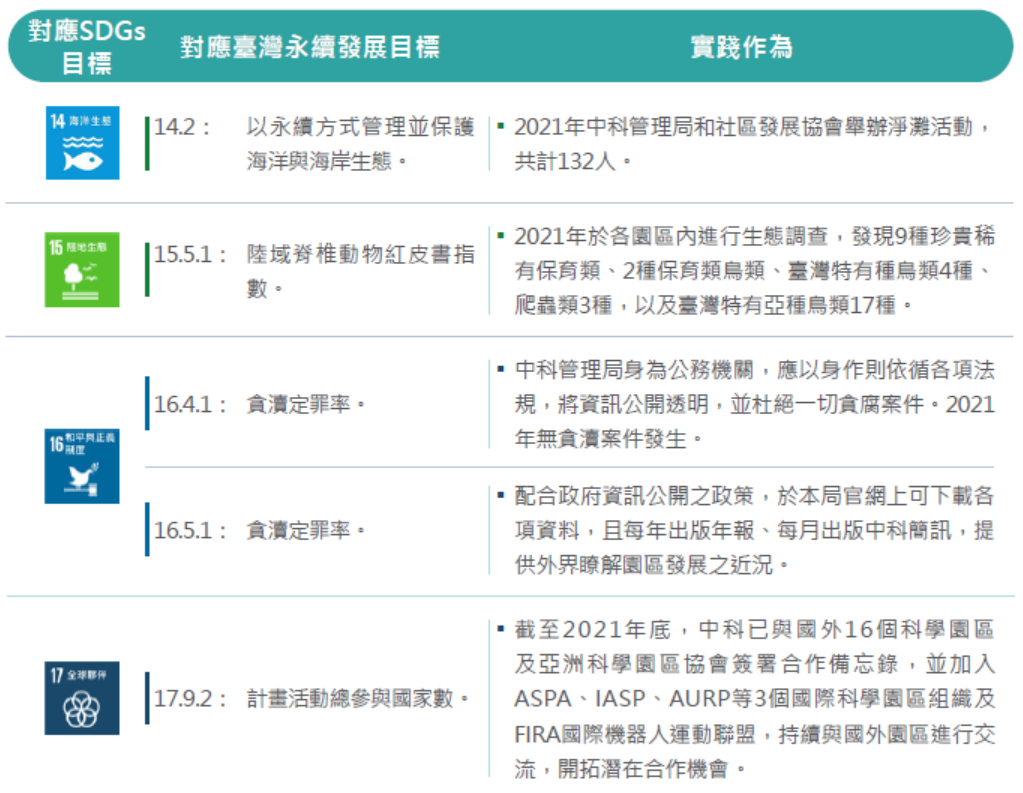 對應SDGs
目標
對應臺灣永續發展目標
實踐作為
14 海洋生態
14.2： 以永續方式管理並保護
海洋與海岸生態。
▪ 2021年中科管理局和社區發展協會舉辦淨灘活動，
共計132人。
15 陸地生態
15.5.1： 陸域脊椎動物紅皮書指
數。
▪ 2021年於各園區內進行生態調查，發現9種珍貴稀
有保育類、2種保育類鳥類、臺灣特有種鳥類4種、
爬蟲類3種，以及臺灣特有亞種鳥類17種。
16 和平與正義
制度
16.4.1： 貪瀆定罪率。
▪ 中科管理局身為公務機關，應以身作則依循各項法
規，將資訊公開透明，並杜絕一切貪腐案件。2021
年無貪瀆案件發生。
16.5.1： 貪瀆定罪率。
▪ 配合政府資訊公開之政策，於本局官網上可下載各
項資料，且每年出版年報、每月出版中科簡訊，提
供外界瞭解園區發展之近況。
17 全球夥伴
17.9.2： 計畫活動總參與國家數。
▪ 截至2021年底，中科已與國外16個科學園區
及亞洲科學園區協會簽署合作備忘錄，並加入
ASPA、IASP、AURP等3個國際科學園區組織及
FIRA國際機器人運動聯盟，持續與國外園區進行交
流，開拓潛在合作機會。